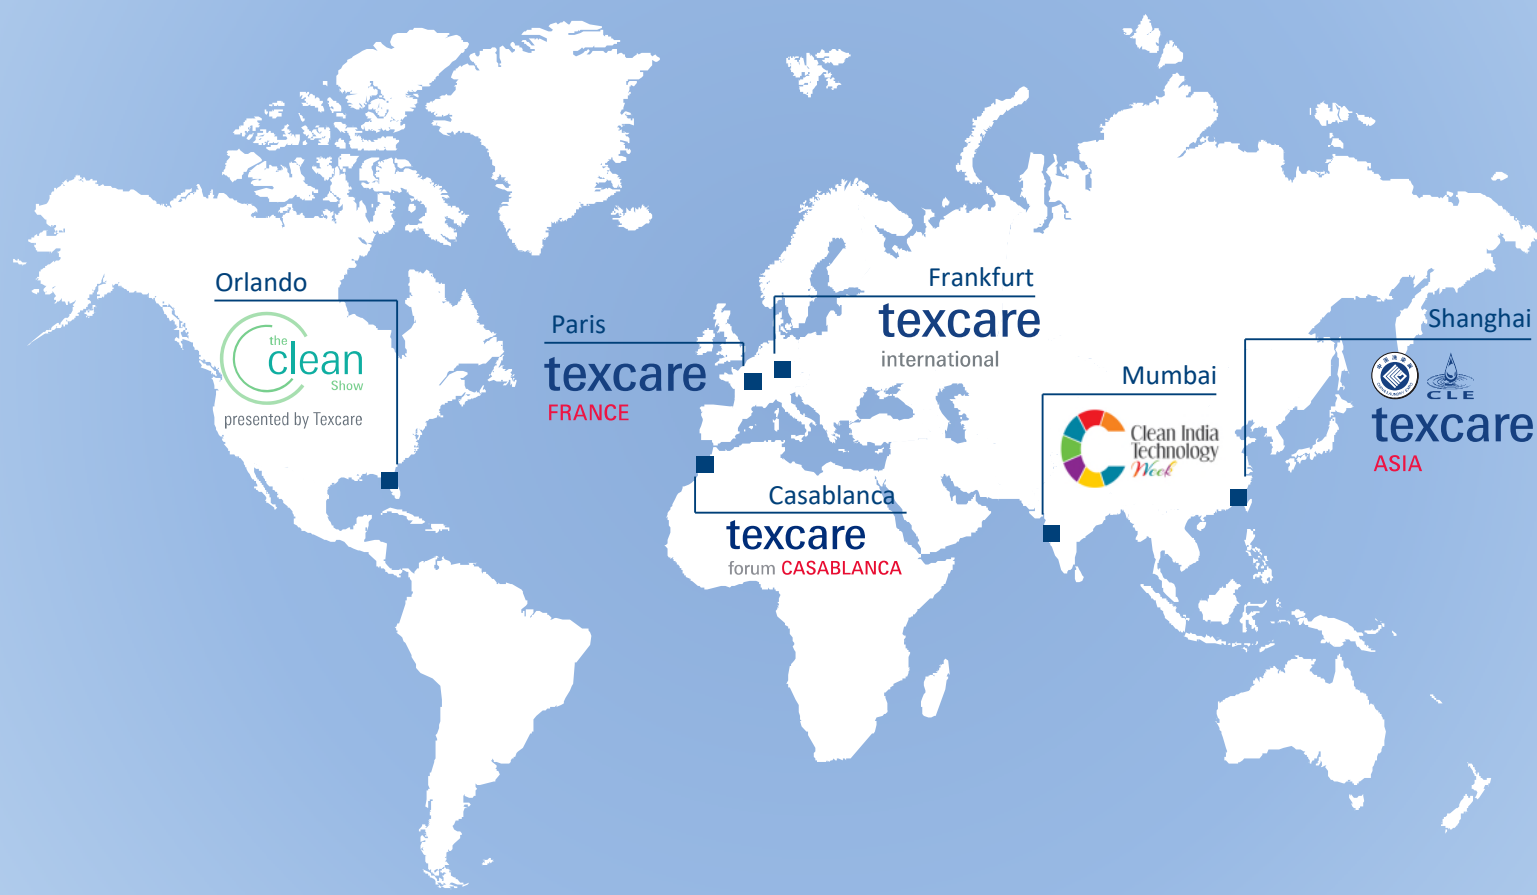 Orlando
the
clean
Show
presented by Texcare
Paris
texcare
FRANCE
Frankfurt
texcare
international
Casablanca
texcare
forum CASABLANCA
Mumbai
Clean India
Technology
Week
Shanghai
CLE
texcare
ASIA